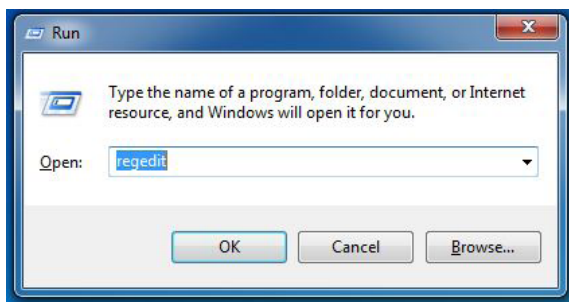 Run
Type the name of a program, folder, document, or Internet
resource, and Windows will open it for you.
Open: regedit
OK Cancel Browse...